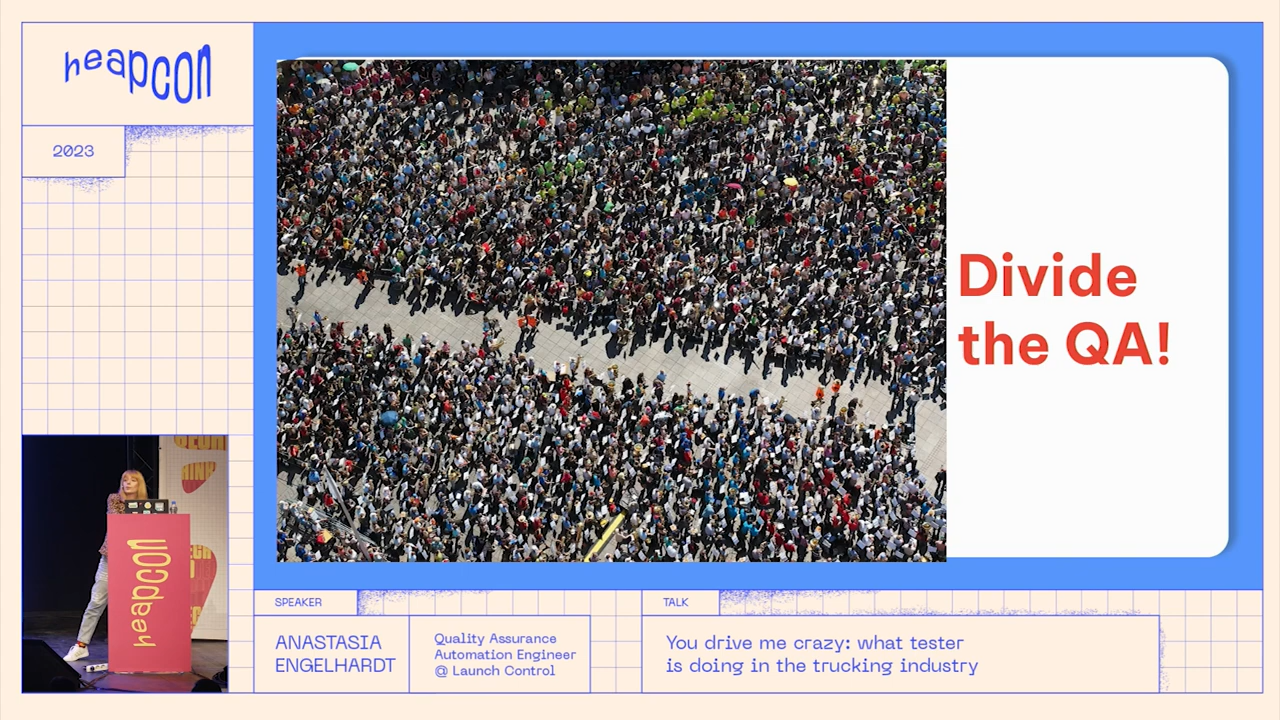 heapcon
2023
Divide
the QA!
heapcon
SPEAKER
ANASTASIA
ENGELHARDT
Quality Assurance
Automation Engineer
@ Launch Control
TALK
You drive me crazy: what tester
is doing in the trucking industry